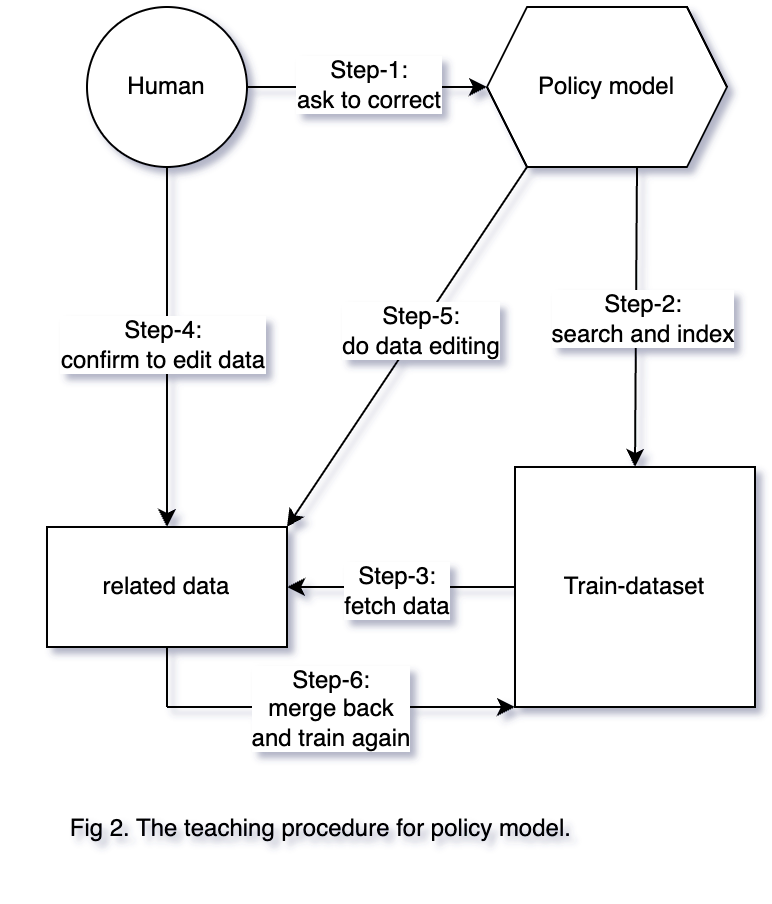 Human
Step-1:
ask to correct
Policy model
Step-4:
confirm to edit data
Step-5:
do data editing
Step-2:
search and index
related data
Step-3:
fetch data
Train-dataset
Step-6:
merge back
and train again
Fig 2. The teaching procedure for policy model.